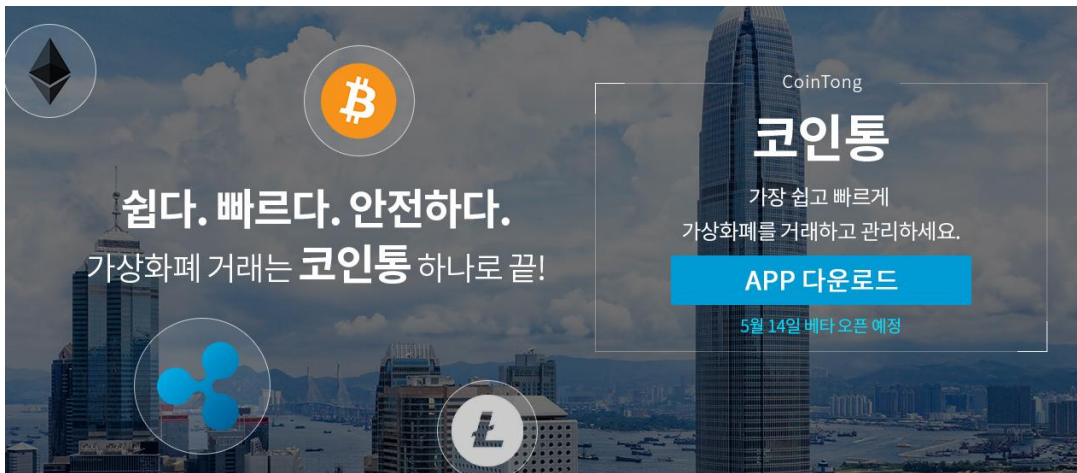 쉽다. 빠르다. 안전하다.
가상화폐 거래는 코인통 하나로 끝!
CoinTong
코인통
가장 쉽고 빠르게
가상화폐를 거래하고 관리하세요.
APP 다운로드
5월 14일 베타 오픈 예정